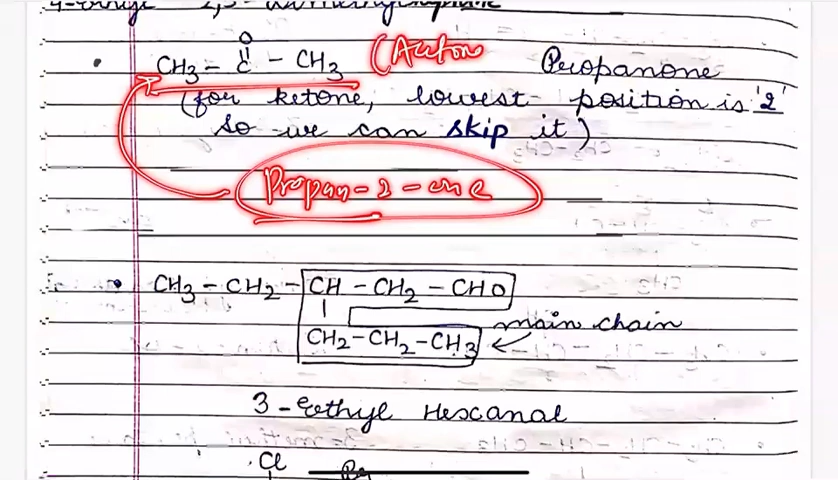 O
||
CH3 - C - CH3 (Aceton Propanone
(for ketone, lowest position is '2'
so we can skip it)
Propan-2-one
CH3 - CH2 - CH - CH2 - CHO
|
CH2-CH2-CH3 main chain
3-Ethyl Hexanal
Cl Br